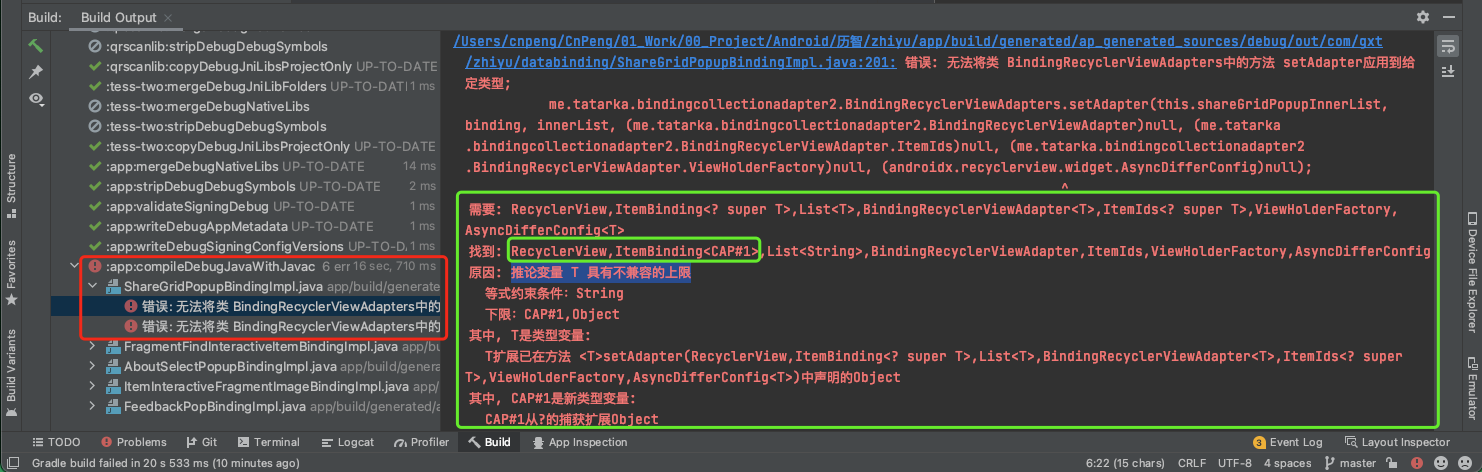 Build: Build Output
:qrscanlib:stripDebugDebugSymbols
:qrscanlib:copyDebugJniLibsProjectOnly UP-TO-DATE
:tess-two:mergeDebugJniLibFolders UP-TO-DATI 1 ms
:tess-two:mergeDebugNativeLibs
:tess-two:stripDebugDebugSymbols
:tess-two:copyDebugJniLibsProjectOnly UP-TO-DATE
:app:mergeDebugNativeLibs UP-TO-DATE 14 ms
:app:stripDebugDebugSymbols UP-TO-DATE 2 ms
:app:validateSigningDebug UP-TO-DATE 1 ms
:app:writeDebugAppMetadata UP-TO-DATE 1 ms
:app:writeDebugSigningConfigVersions UP-TO-D. 1 ms
:app:compileDebugJavaWithJavac 6 err 16 sec, 710 ms
ShareGridPopupBindingImpl.java app/build/generate
错误: 无法将类 BindingRecyclerViewAdapters中的
错误: 无法将类 BindingRecyclerViewAdapters中的
FragmentFindInteractiveItemBindingImpl.java app/bu
AboutSelectPopupBindingImpl.java app/build/genera
ItemInteractiveFragmentImageBindingImpl.java app/b
FeedbackPopBindingImpl.java app/build/generated/a
/Users/cnpeng/CnPeng/01_Work/00_Project/Android/历智/zhiyu/app/build/generated/ap_generated_sources/debug/out/com/gxt
/zhiyu/databinding/ShareGridPopupBindingImpl.java:201: 错误: 无法将类 BindingRecyclerViewAdapters中的方法 setAdapter应用到给
定类型;
me.tatarka.bindingcollectionadapter2.BindingRecyclerViewAdapters.setAdapter(this.shareGridPopupInnerList,
binding, innerList, (me.tatarka.bindingcollectionadapter2.BindingRecyclerViewAdapter)null, (me.tatarka
.bindingcollectionadapter2.BindingRecyclerViewAdapter.ItemIds)null, (me.tatarka.bindingcollectionadapter2
.BindingRecyclerViewAdapter.ViewHolderFactory)null, (androidx.recyclerview.widget.AsyncDifferConfig)null);
^
需要: RecyclerView,ItemBinding<? super T>,List<T>,BindingRecyclerViewAdapter<T>,ItemIds<? super T>,ViewHolderFactory,
AsyncDifferConfig<T>
找到: RecyclerView,ItemBinding<CAP#1>,List<String>,BindingRecyclerViewAdapter,ItemIds,ViewHolderFactory,AsyncDifferConfig
原因: 推论变量 T 具有不兼容的上限
等式约束条件: String
下限: CAP#1,Object
其中, T是类型变量:
T扩展已在方法 <T>setAdapter(RecyclerView,ItemBinding<? super T>,List<T>,BindingRecyclerViewAdapter<T>,ItemIds<? super
T>,ViewHolderFactory,AsyncDifferConfig<T>)中声明的Object
其中, CAP#1是新类型变量:
CAP#1从?的捕获扩展Object
Structure
Favorites
Build Variants
Device File Explorer
Emulator
TODO Problems Git Terminal Logcat Profiler Build App Inspection 3 Event Log Layout Inspector
Gradle build failed in 20 s 533 ms (10 minutes ago) 6:22 (15 chars) CRLF UTF-8 4 spaces master